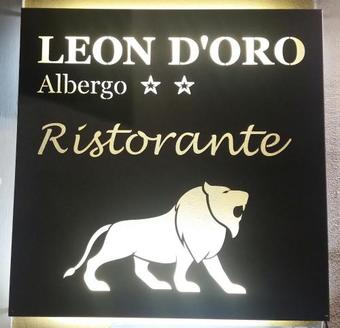 LEON D'ORO
Albergo ☆ ☆
Ristorante